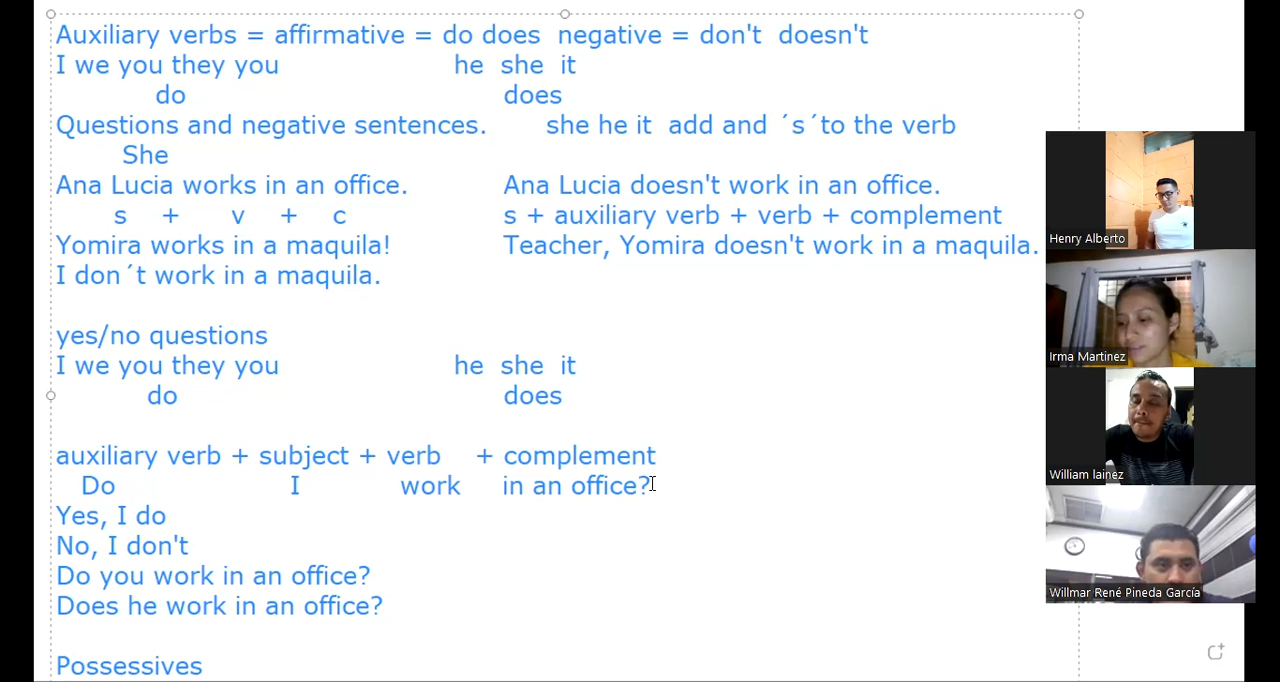 Auxiliary verbs = affirmative = do does  negative = don't  doesn't
I we you they you                    he  she  it
do                                   does
Questions and negative sentences.       she he it  add and ´s´to the verb
She
Ana Lucia works in an office.           Ana Lucia doesn't work in an office.
s    +    v    +    c                   s + auxiliary verb + verb + complement
Yomira works in a maquila!              Teacher, Yomira doesn't work in a maquila.
I don´t work in a maquila.
yes/no questions
I we you they you                    he  she  it
do                                   does
auxiliary verb + subject + verb    + complement
Do                  I            work     in an office?
Yes, I do
No, I don't
Do you work in an office?
Does he work in an office?
Possessives
Henry Alberto
Irma Martinez
William lainez
Willmar René Pineda García